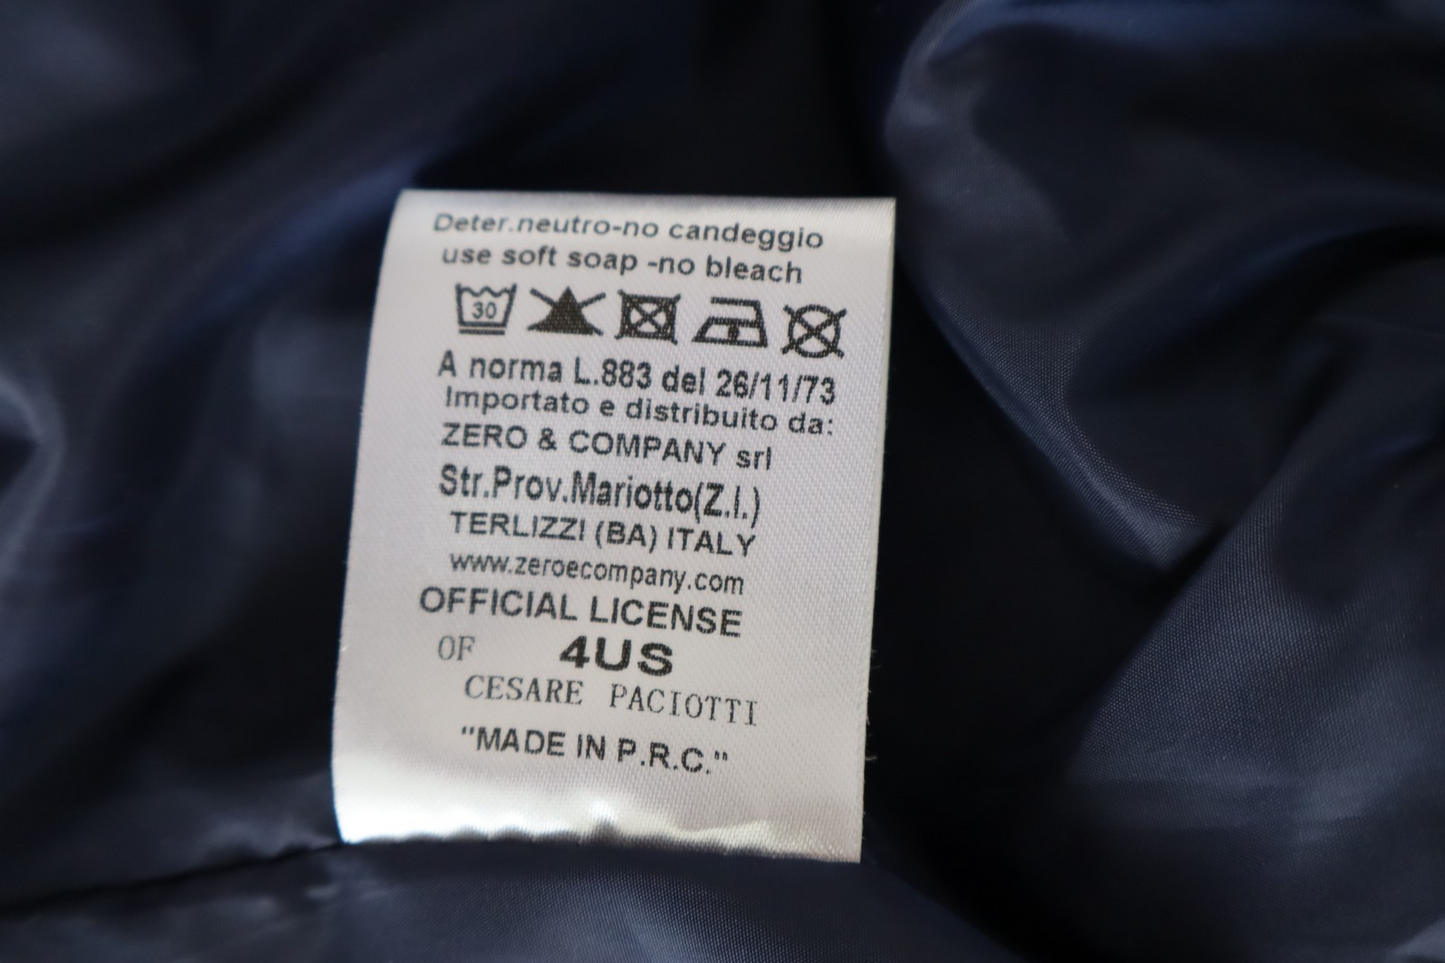 Deter.neutro-no candeggio
use soft soap -no bleach
30
A norma L.883 del 26/11/73
Importato e distribuito da:
ZERO & COMPANY srl
Str.Prov.Mariotto(Z.I.)
TERLIZZI (BA) ITALY
www.zeroecompany.com
OFFICIAL LICENSE
OF 4US
CESARE PACIOTTI
"MADE IN P.R.C."